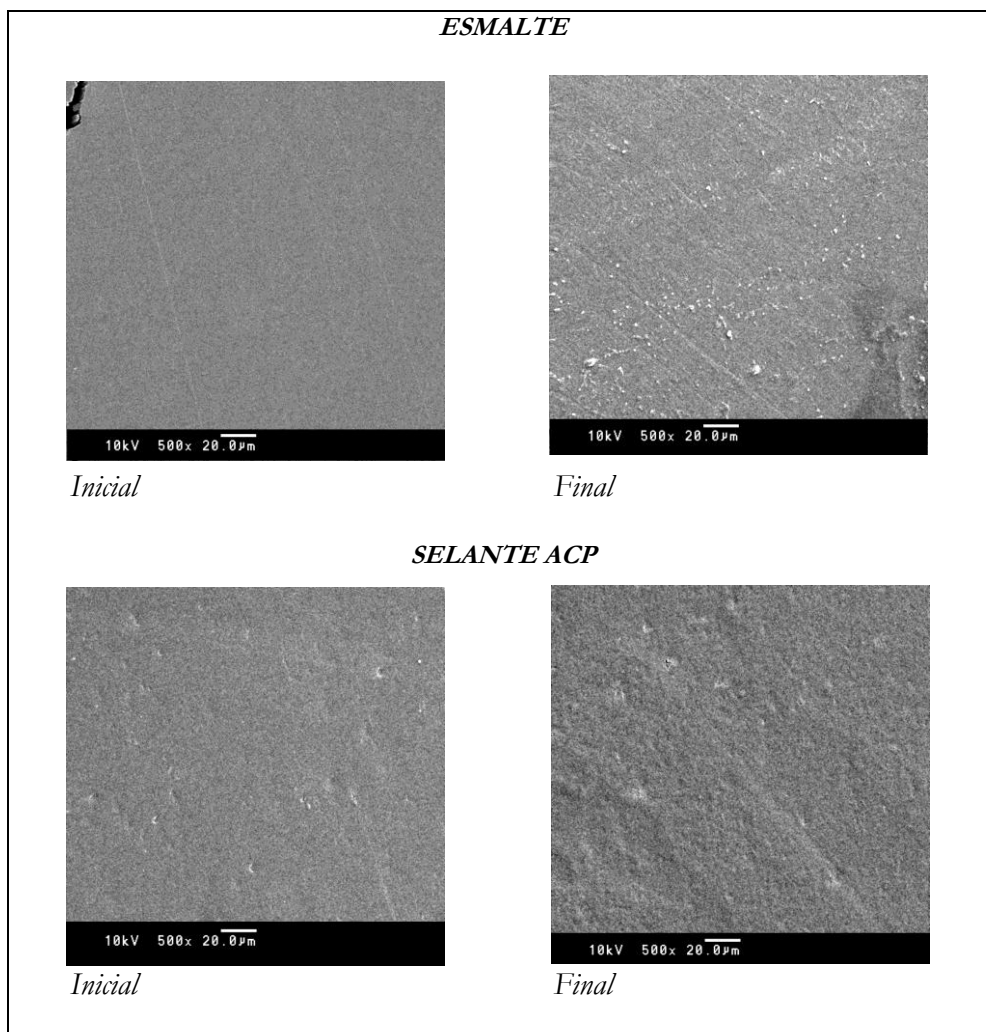 ESMALTE
10kV 500x 20.0µm
10kV 500x 20.0µm
Inicial
Final
SELANTE ACP
10kV 500x 20.0µm
10kV 500x 20.0µm
Inicial
Final